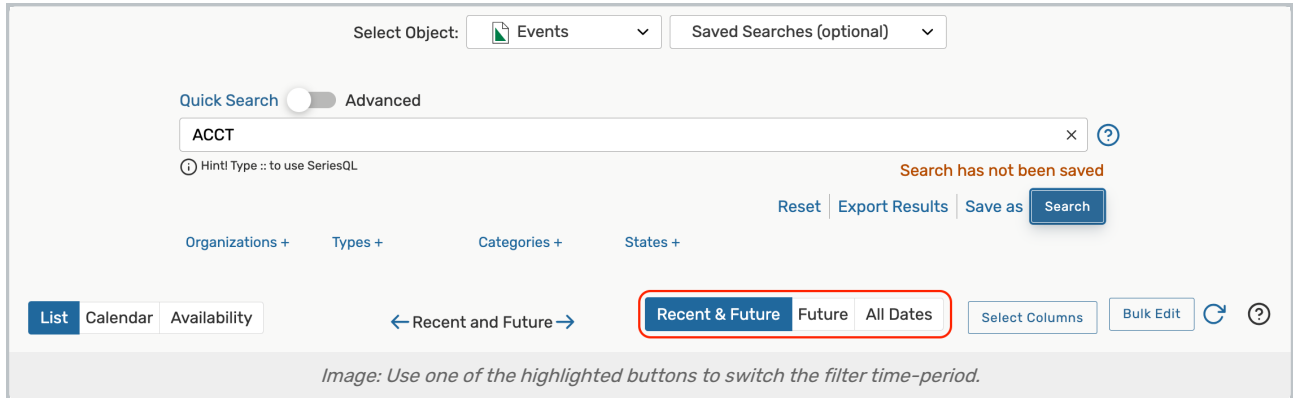 Select Object: Events Saved Searches (optional)
Quick Search Advanced
ACCT
Hint! Type :: to use SeriesQL
Search has not been saved
Reset Export Results Save as Search
Organizations + Types + Categories + States +
List Calendar Availability Recent and Future Recent & Future Future All Dates Select Columns Bulk Edit
Image: Use one of the highlighted buttons to switch the filter time-period.